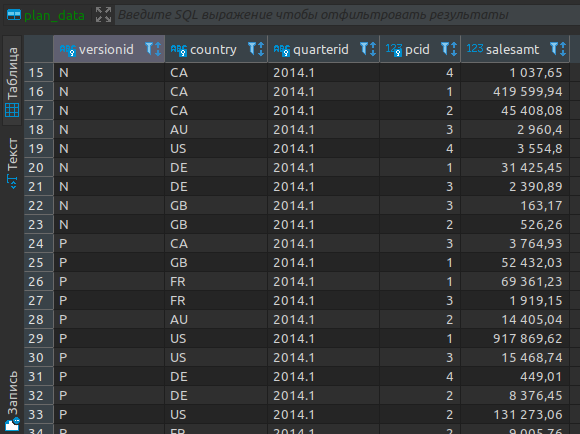 plan_data Введите SQL выражение чтобы отфильтровать результаты
Таблица
Текст
Запись
versionid country quarterid pcid salesamt
15 N CA 2014.1 4 1 037,65
16 N CA 2014.1 1 419 599,94
17 N CA 2014.1 2 45 408,08
18 N AU 2014.1 3 2 960,4
19 N US 2014.1 4 3 554,8
20 N DE 2014.1 1 31 425,45
21 N DE 2014.1 3 2 390,89
22 N GB 2014.1 3 163,17
23 N GB 2014.1 2 526,26
24 P CA 2014.1 3 3 764,93
25 P GB 2014.1 1 52 432,03
26 P FR 2014.1 1 69 361,23
27 P FR 2014.1 3 1 919,15
28 P AU 2014.1 2 14 405,04
29 P US 2014.1 1 917 869,62
30 P US 2014.1 3 15 468,74
31 P DE 2014.1 4 449,01
32 P DE 2014.1 2 8 376,45
33 P US 2014.1 2 131 273,06
34 P FR 2014.1 2 9 005,76